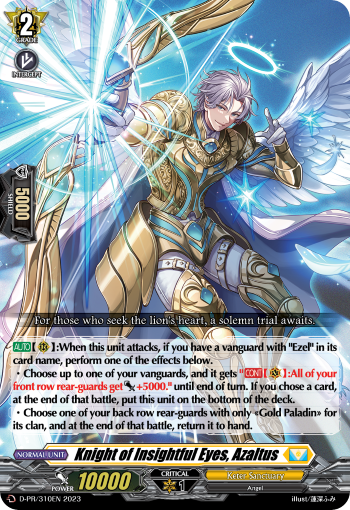 2
GRADE
INTERCEPT
5000
SHIELD
For those who seek the lion's heart, a solemn trial awaits.
AUTO【 】:When this unit attacks, if you have a vanguard with "Ezel" in its
card name, perform one of the effects below.
・Choose up to one of your vanguards, and it gets "CONT【 】:All of your
front row rear-guards get +5000." until end of turn. If you chose a card,
at the end of that battle, put this unit on the bottom of the deck.
・Choose one of your back row rear-guards with only «Gold Paladin» for
its clan, and at the end of that battle, return it to hand.
NORMAL UNIT
Knight of Insightful Eyes, Azaltus
POWER 10000
CRITICAL
1
Keter Sanctuary
Angel
D-PR/310EN 2023
illust/蓮深ふみ